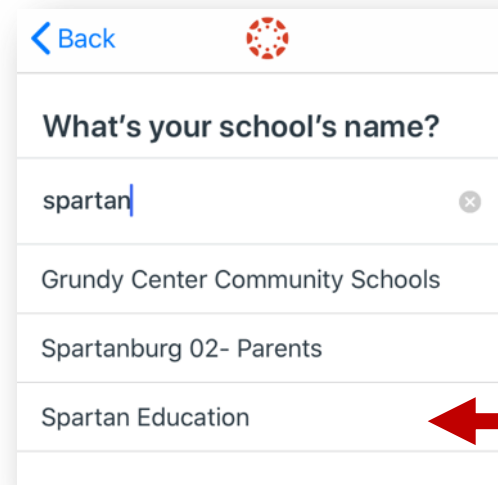 Back
What's your school's name?
spartan
Grundy Center Community Schools
Spartanburg 02- Parents
Spartan Education